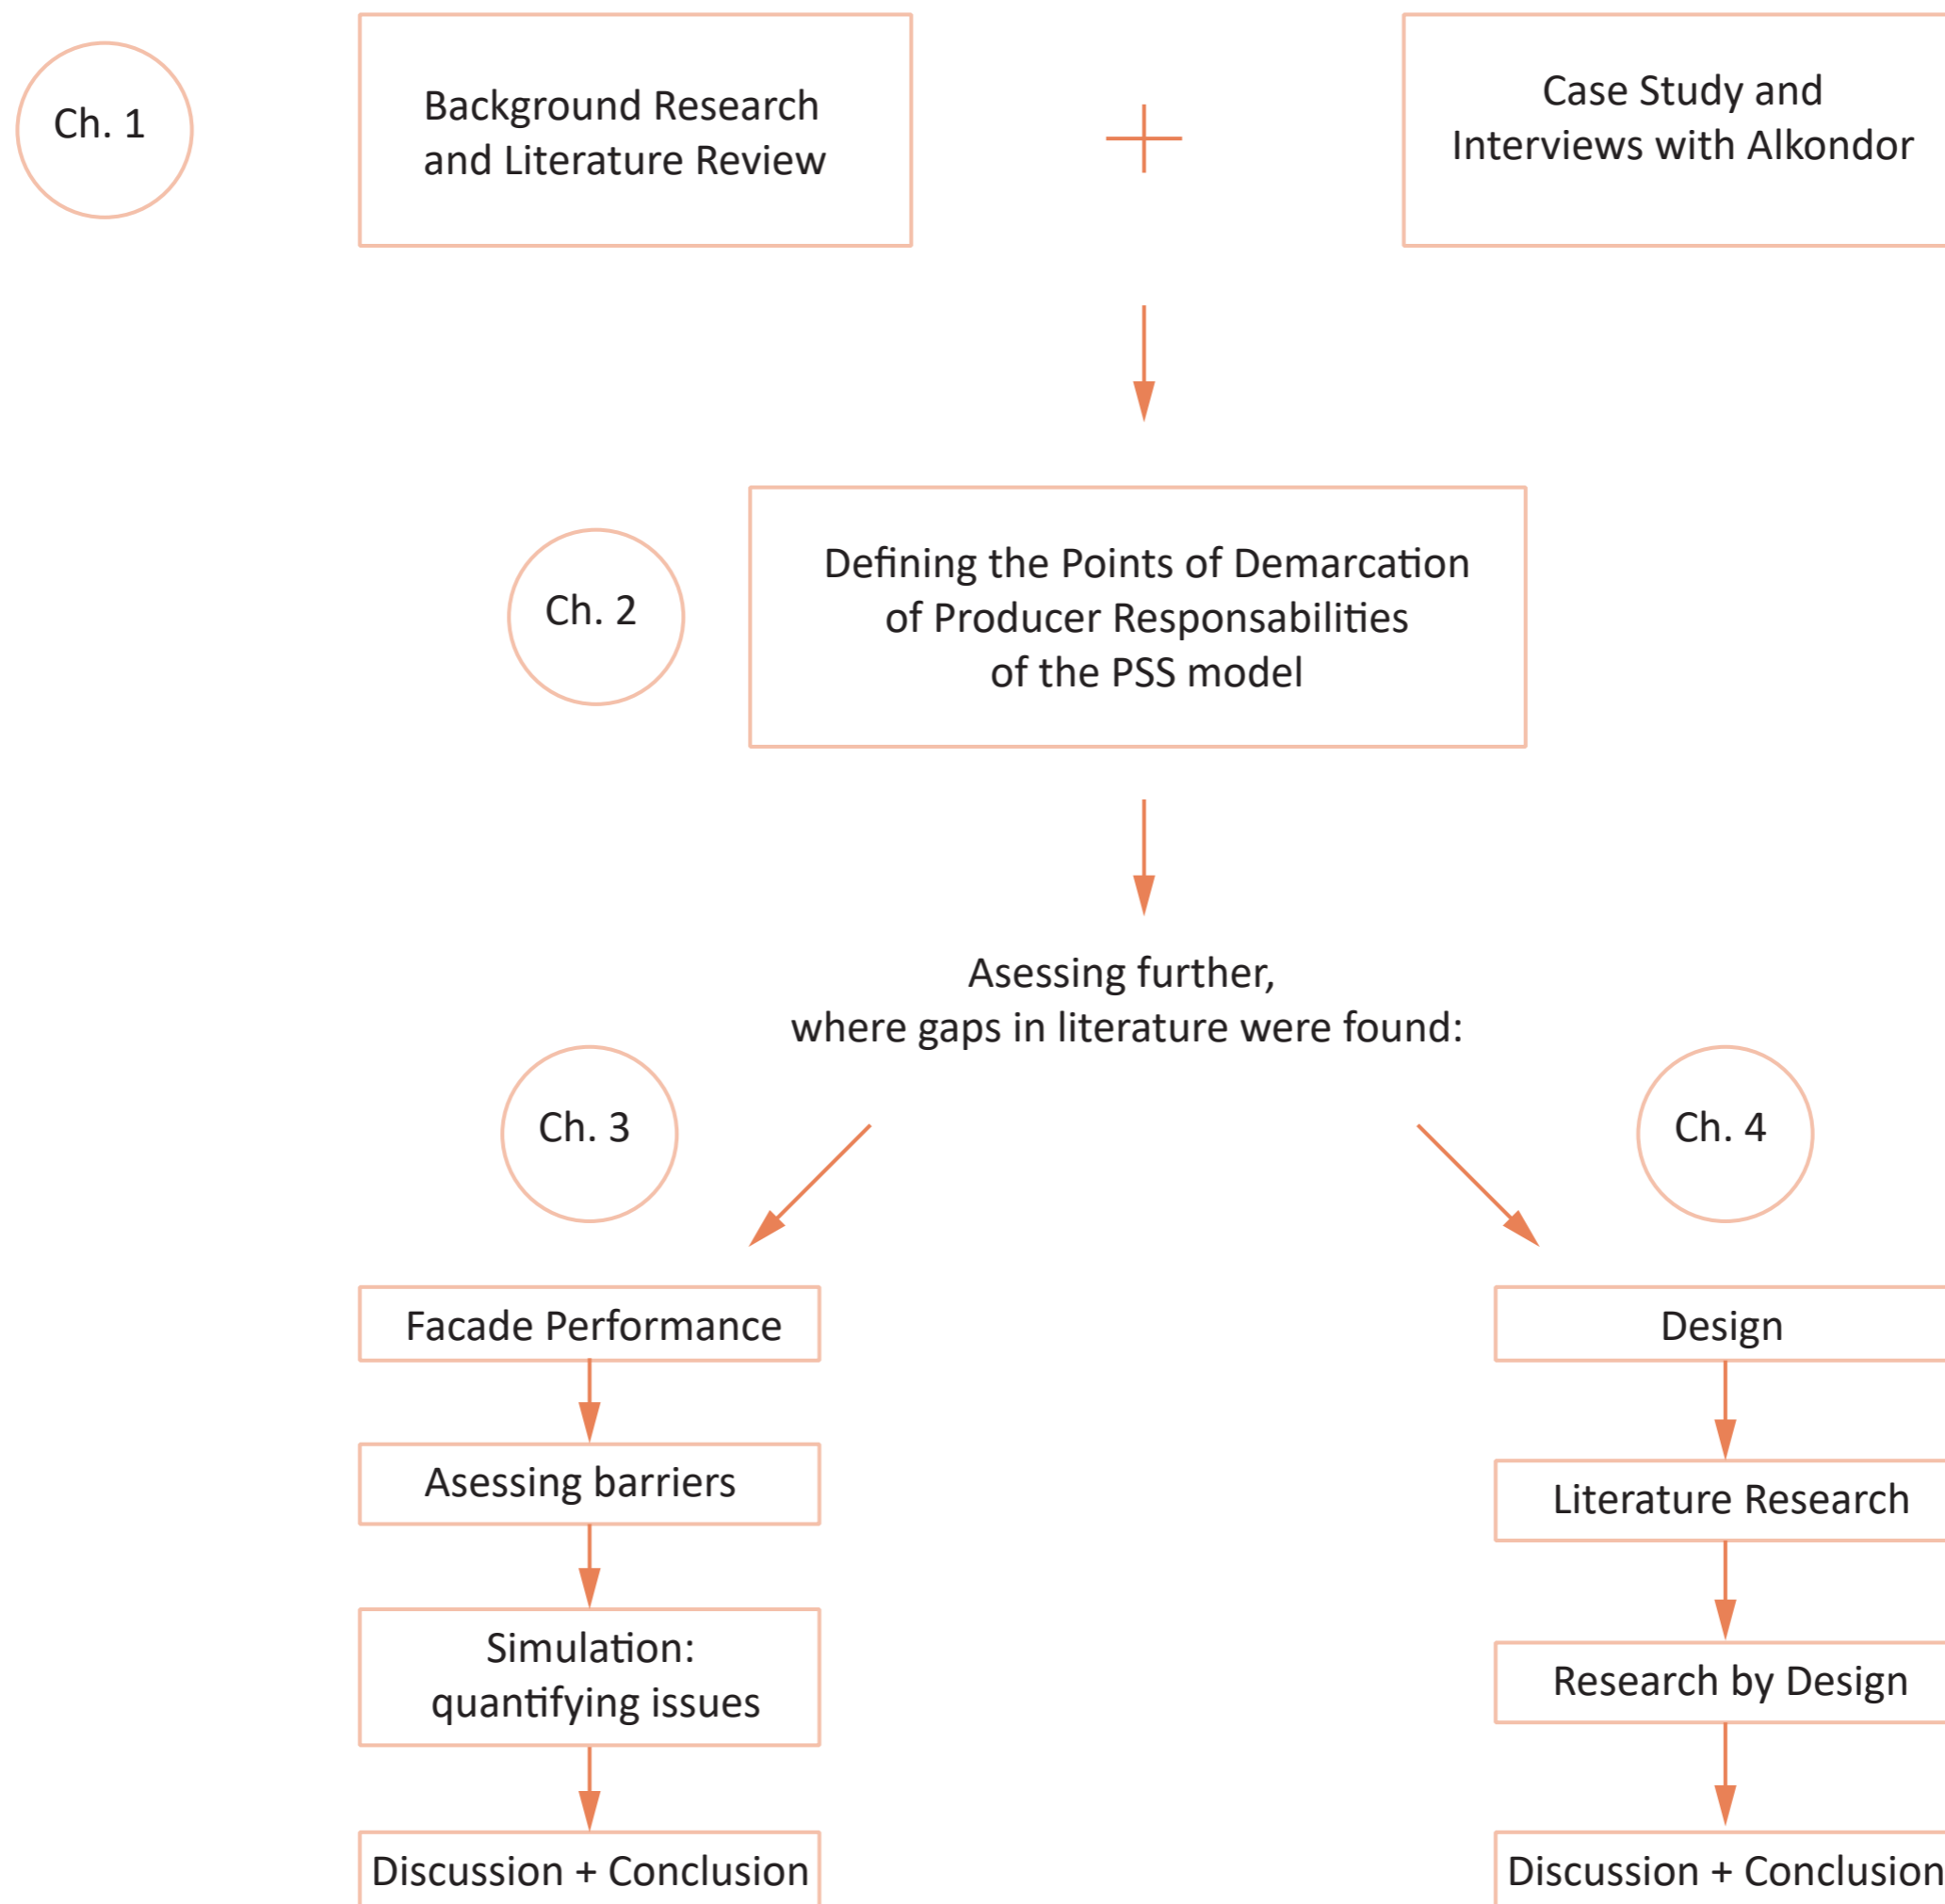 Ch. 1
Background Research
and Literature Review
Case Study and
Interviews with Alkondor
Ch. 2
Defining the Points of Demarcation
of Producer Responsabilities
of the PSS model
Asessing further,
where gaps in literature were found:
Ch. 3
Ch. 4
Facade Performance
Asessing barriers
Simulation:
quantifying issues
Discussion + Conclusion
Design
Literature Research
Research by Design
Discussion + Conclusion